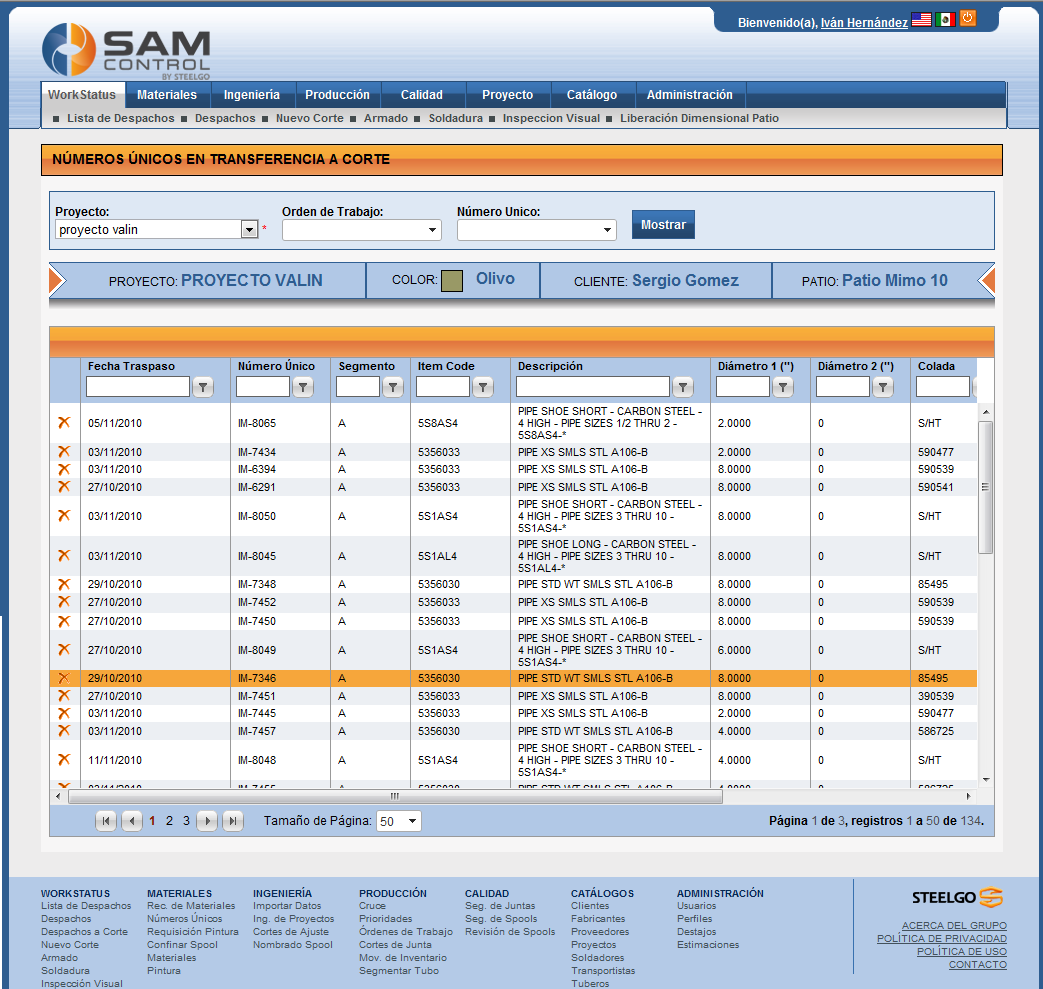 Bienvenido(a), Iván Hernández
SAM
CONTROL
BY STEELGO
WorkStatus Materiales Ingeniería Producción Calidad Proyecto Catálogo Administración
Lista de Despachos Despachos Nuevo Corte Armado Soldadura Inspeccion Visual Liberación Dimensional Patio
NÚMEROS ÚNICOS EN TRANSFERENCIA A CORTE
Proyecto: Orden de Trabajo: Número Unico:
proyecto valin * Mostrar
PROYECTO: PROYECTO VALIN COLOR: Olivo CLIENTE: Sergio Gomez PATIO: Patio Mimo 10
Fecha Traspaso Número Único Segmento Item Code Descripción Diámetro 1 (") Diámetro 2 (") Colada
PIPE SHOE SHORT - CARBON STEEL -
05/11/2010 IM-8065 A 5S8AS4 4 HIGH - PIPE SIZES 1/2 THRU 2 - 2.0000 0 S/HT
5S8AS4-*
03/11/2010 IM-7434 A 5356033 PIPE XS SMLS STL A106-B 2.0000 0 590477
03/11/2010 IM-6394 A 5356033 PIPE XS SMLS STL A106-B 8.0000 0 590539
27/10/2010 IM-6291 A 5356033 PIPE XS SMLS STL A106-B 8.0000 0 590541
PIPE SHOE SHORT - CARBON STEEL -
03/11/2010 IM-8050 A 5S1AS4 4 HIGH - PIPE SIZES 3 THRU 10 - 8.0000 0 S/HT
5S1AS4-*
PIPE SHOE LONG - CARBON STEEL -
03/11/2010 IM-8045 A 5S1AL4 4 HIGH - PIPE SIZES 3 THRU 10 - 8.0000 0 S/HT
5S1AL4-*
29/10/2010 IM-7348 A 5356030 PIPE STD WT SMLS STL A106-B 8.0000 0 85495
27/10/2010 IM-7452 A 5356033 PIPE XS SMLS STL A106-B 8.0000 0 590539
27/10/2010 IM-7450 A 5356033 PIPE XS SMLS STL A106-B 8.0000 0 590539
PIPE SHOE SHORT - CARBON STEEL -
27/10/2010 IM-8049 A 5S1AS4 4 HIGH - PIPE SIZES 3 THRU 10 - 6.0000 0 S/HT
5S1AS4-*
29/10/2010 IM-7346 A 5356030 PIPE STD WT SMLS STL A106-B 8.0000 0 85495
27/10/2010 IM-7451 A 5356033 PIPE XS SMLS STL A106-B 8.0000 0 390539
03/11/2010 IM-7445 A 5356033 PIPE XS SMLS STL A106-B 2.0000 0 590477
03/11/2010 IM-7457 A 5356030 PIPE STD WT SMLS STL A106-B 4.0000 0 586725
PIPE SHOE SHORT - CARBON STEEL -
11/11/2010 IM-8048 A 5S1AS4 4 HIGH - PIPE SIZES 3 THRU 10 - 4.0000 0 S/HT
5S1AS4-*
1 2 3 Tamaño de Página: 50 Página 1 de 3, registros 1 a 50 de 134.
WORKSTATUS MATERIALES INGENIERÍA PRODUCCIÓN CALIDAD CATÁLOGOS ADMINISTRACIÓN STEELGO
Lista de Despachos Rec. de Materiales Importar Datos Cruce Seg. de Juntas Clientes Usuarios
Despachos Números Únicos Ing. de Proyectos Prioridades Seg. de Spools Fabricantes Perfiles ACERCA DEL GRUPO
Despachos a Corte Requisición Pintura Cortes de Ajuste Órdenes de Trabajo Revisión de Spools Proveedores Destajos POLÍTICA DE PRIVACIDAD
Nuevo Corte Confinar Spool Nombrado Spool Cortes de Junta Proyectos Estimaciones POLÍTICA DE USO
Armado Materiales Mov. de Inventario Soldadores CONTACTO
Soldadura Pintura Segmentar Tubo Transportistas
Inspección Visual Tuberos